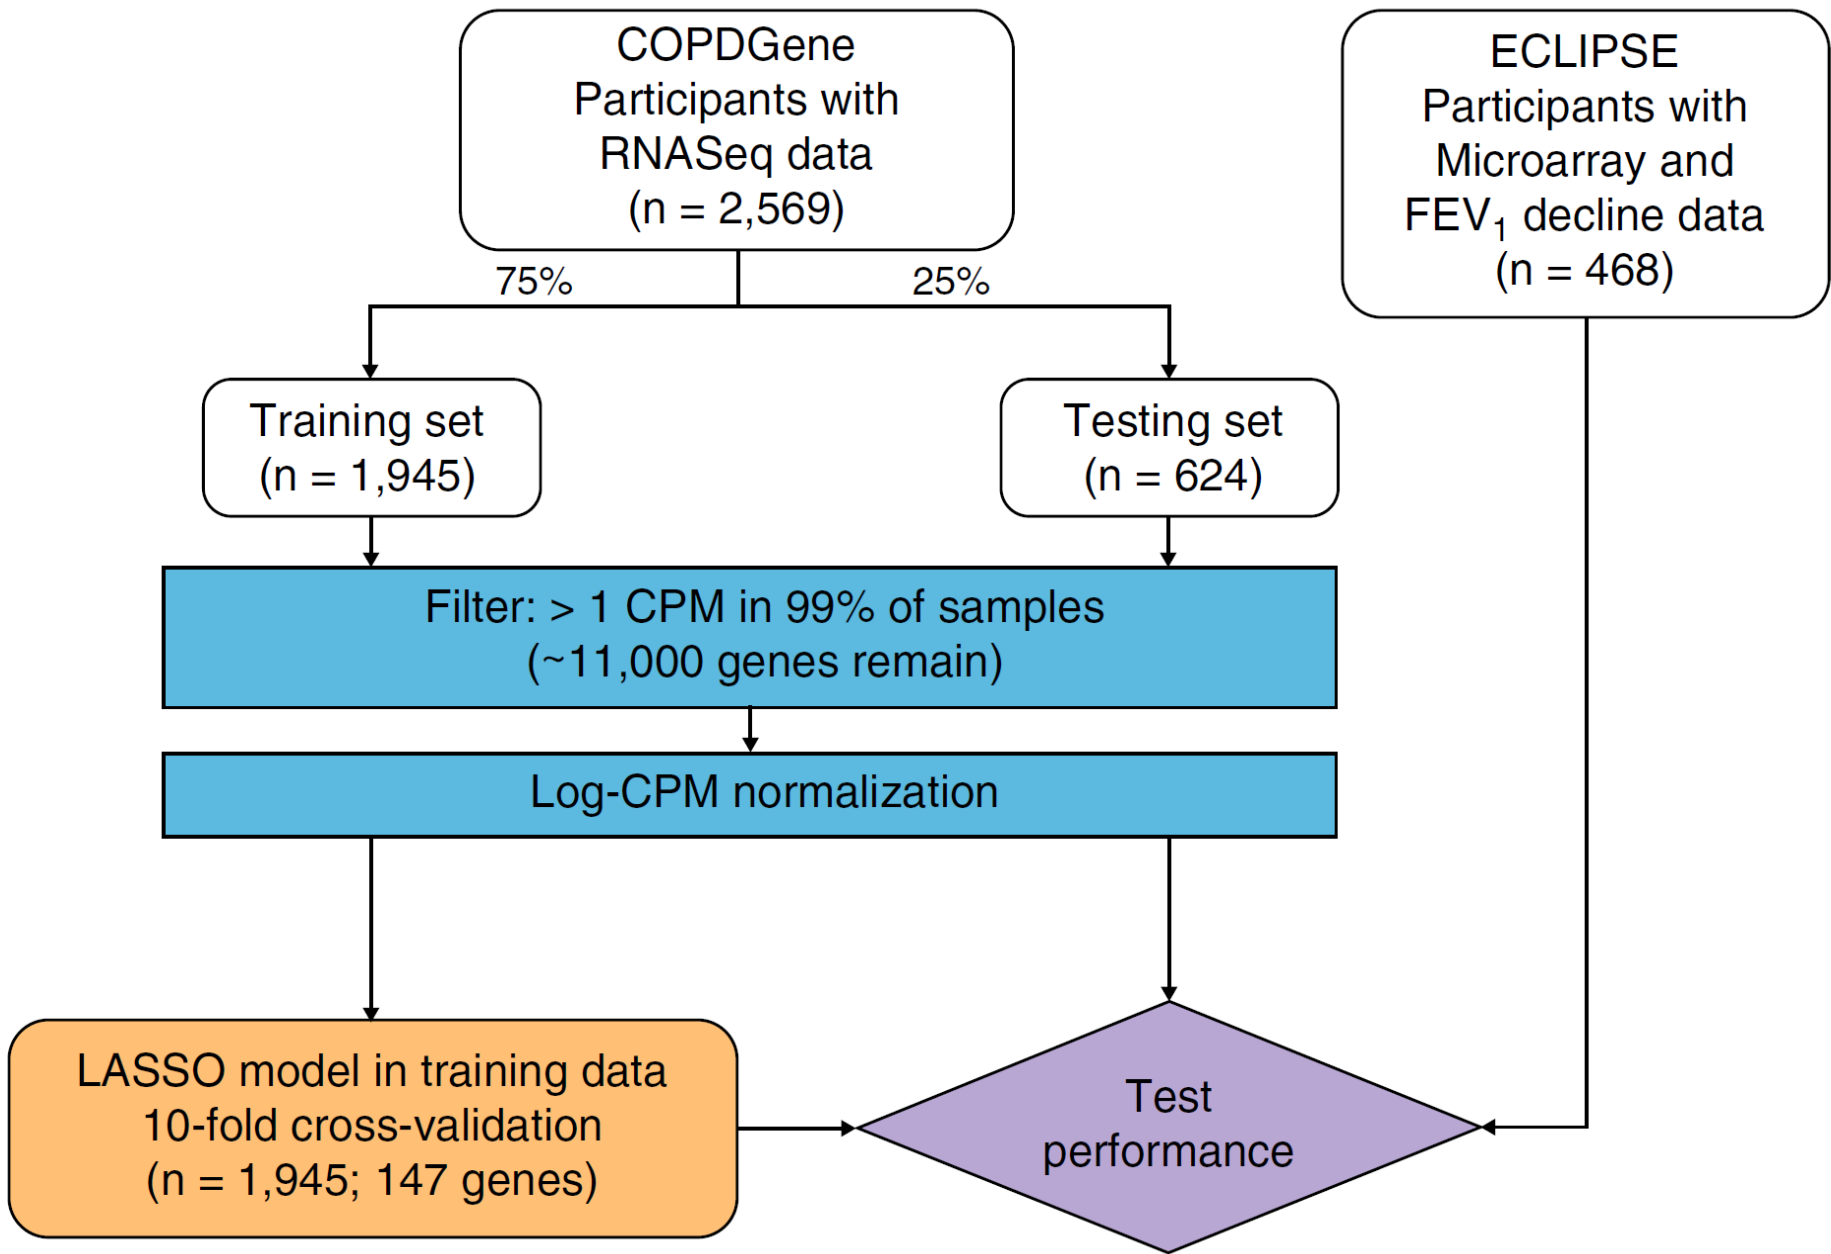 COPDGene
Participants with
RNASeq data
(n = 2,569)
ECLIPSE
Participants with
Microarray and
FEV₁ decline data
(n = 468)
75%
25%
Training set
(n = 1,945)
Testing set
(n = 624)
Filter: > 1 CPM in 99% of samples
(~11,000 genes remain)
Log-CPM normalization
LASSO model in training data
10-fold cross-validation
(n = 1,945; 147 genes)
Test
performance